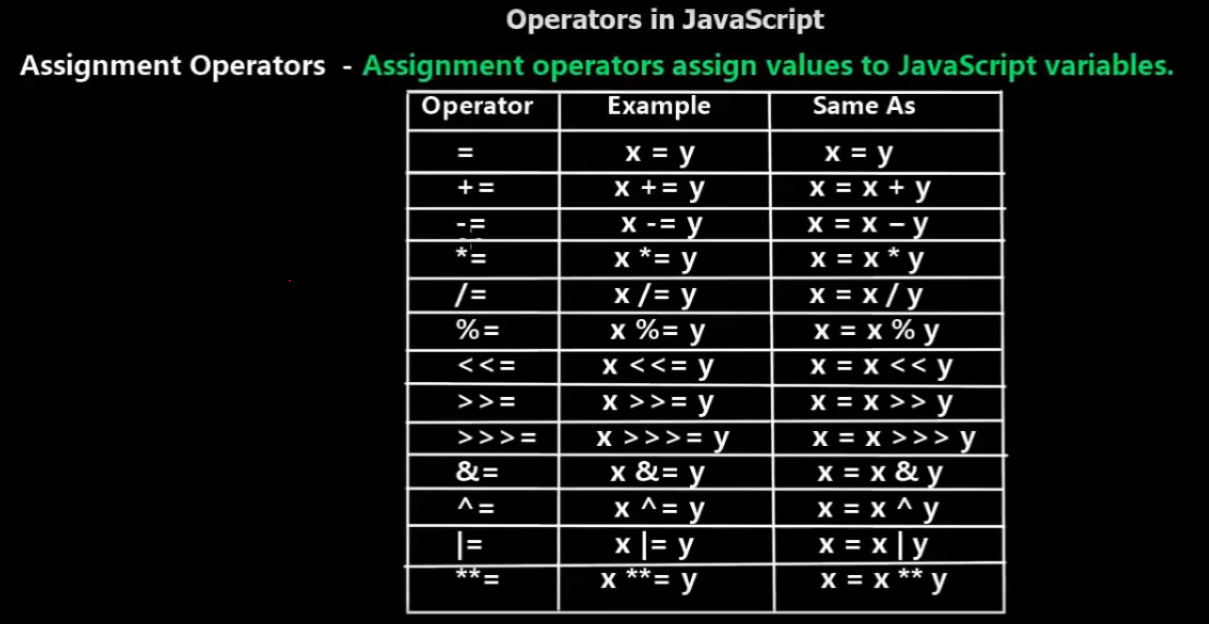 Operators in JavaScript
Assignment Operators - Assignment operators assign values to JavaScript variables.
Operator Example Same As
= x = y x = y
+= x += y x = x + y
-= x -= y x = x – y
*= x *= y x = x * y
/= x /= y x = x / y
%= x %= y x = x % y
<<= x <<= y x = x << y
>>= x >>= y x = x >> y
>>>= x >>>= y x = x >>> y
&= x &= y x = x & y
^= x ^= y x = x ^ y
|= x |= y x = x | y
**= x **= y x = x ** y